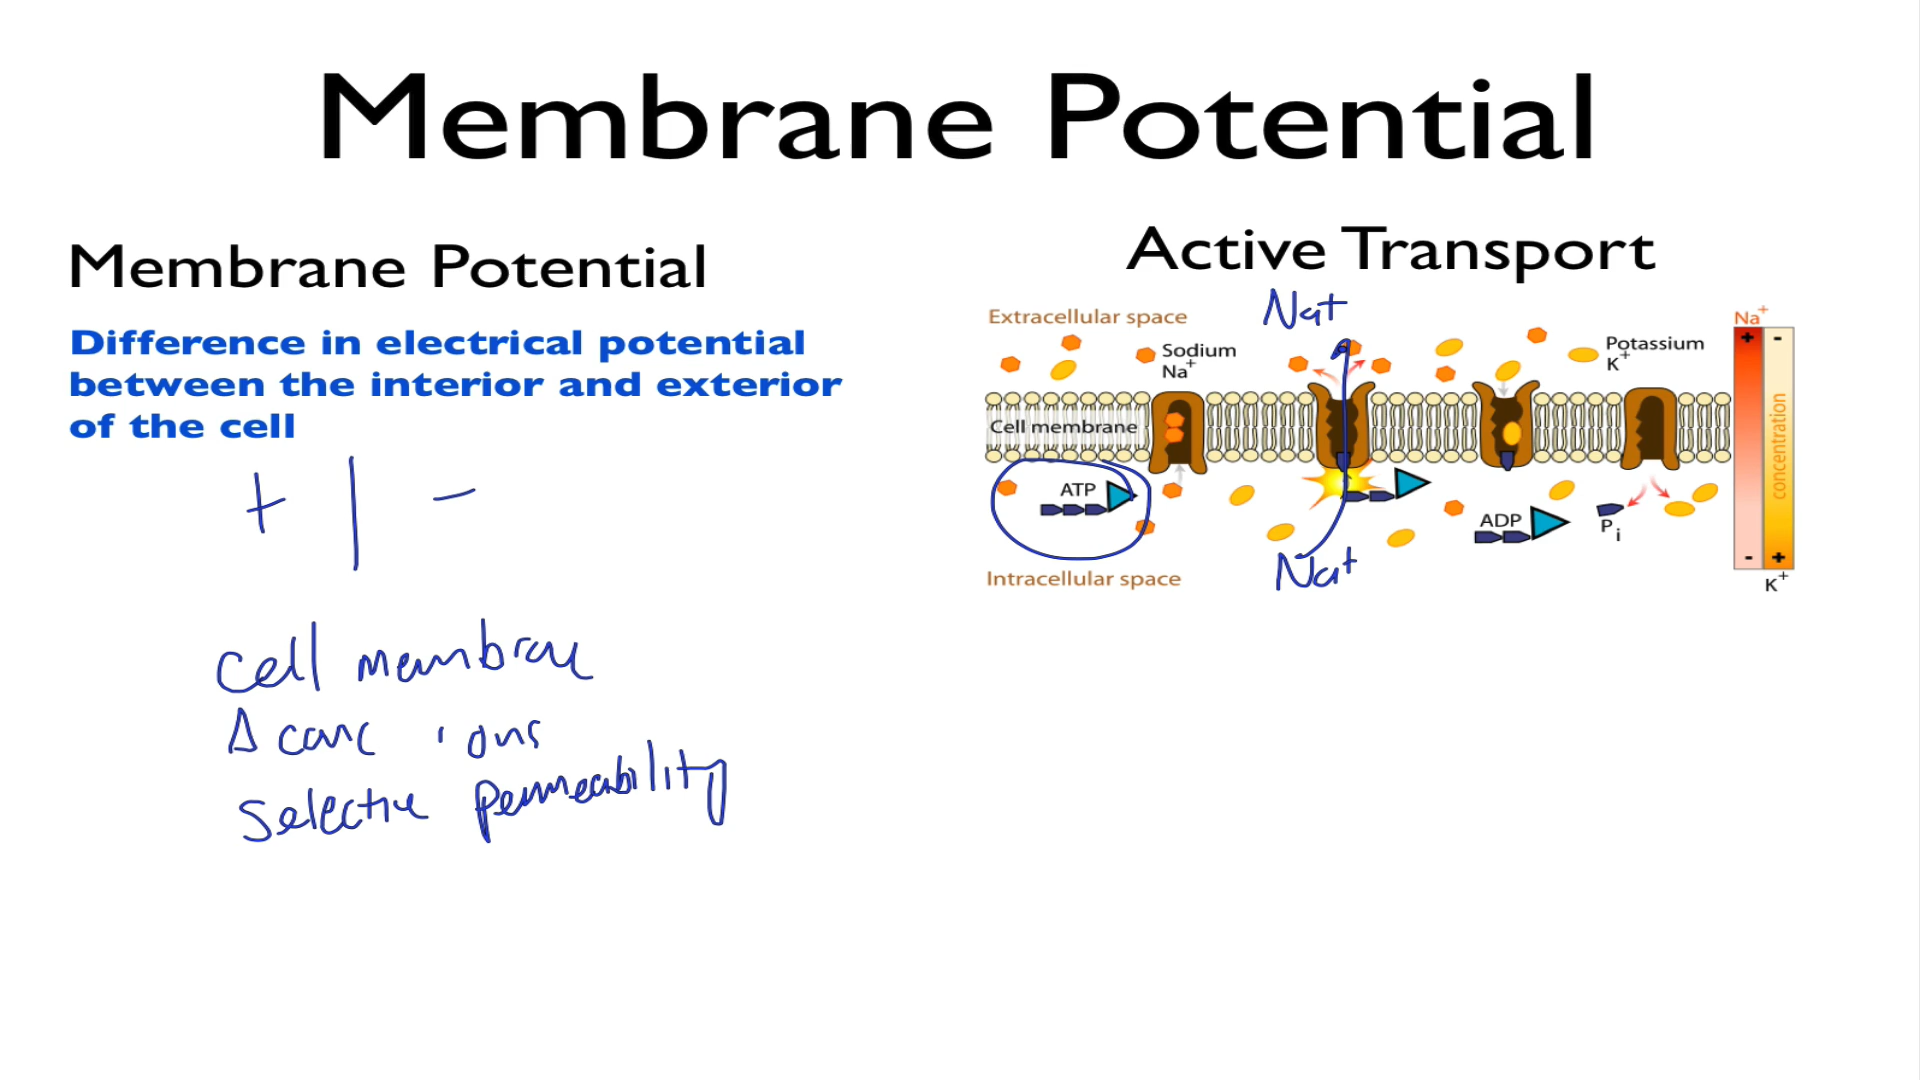 Membrane Potential
Membrane Potential
Difference in electrical potential
between the interior and exterior
of the cell
+ | -
cell membrane
Δ conc ions
selective permeability
Active Transport
Na+
Extracellular space
Sodium
Na+
Potassium
K+
Cell membrane
ATP
ADP
Pi
Na+
Intracellular space
Na+
+ -
concentration
- +
K+